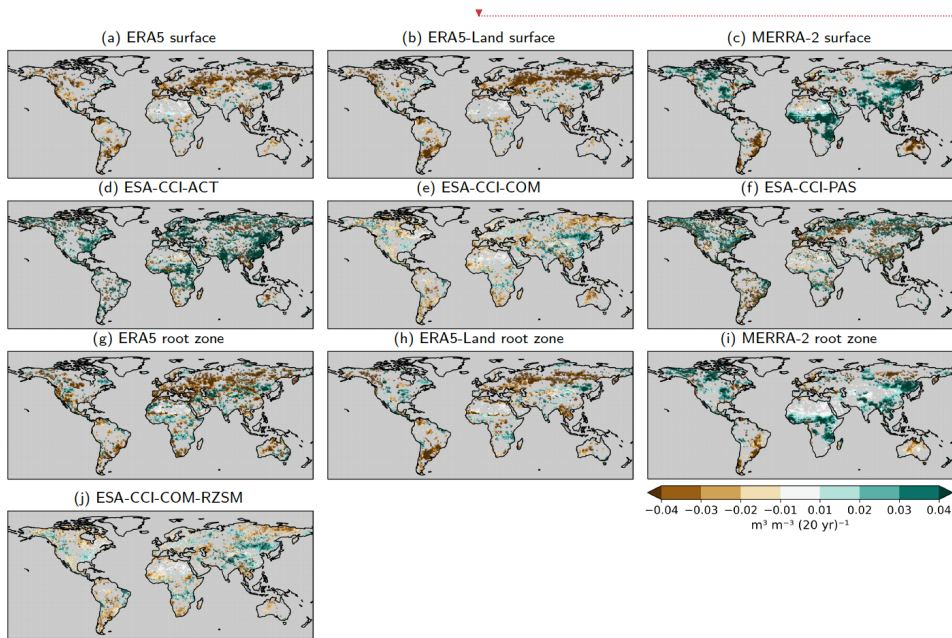 (a) ERA5 surface
(b) ERA5-Land surface
(c) MERRA-2 surface
(d) ESA-CCI-ACT
(e) ESA-CCI-COM
(f) ESA-CCI-PAS
(g) ERA5 root zone
(h) ERA5-Land root zone
(i) MERRA-2 root zone
(j) ESA-CCI-COM-RZSM
−0.04 −0.03 −0.02 −0.01 0.01 0.02 0.03 0.04
m³ m⁻³ (20 yr)⁻¹